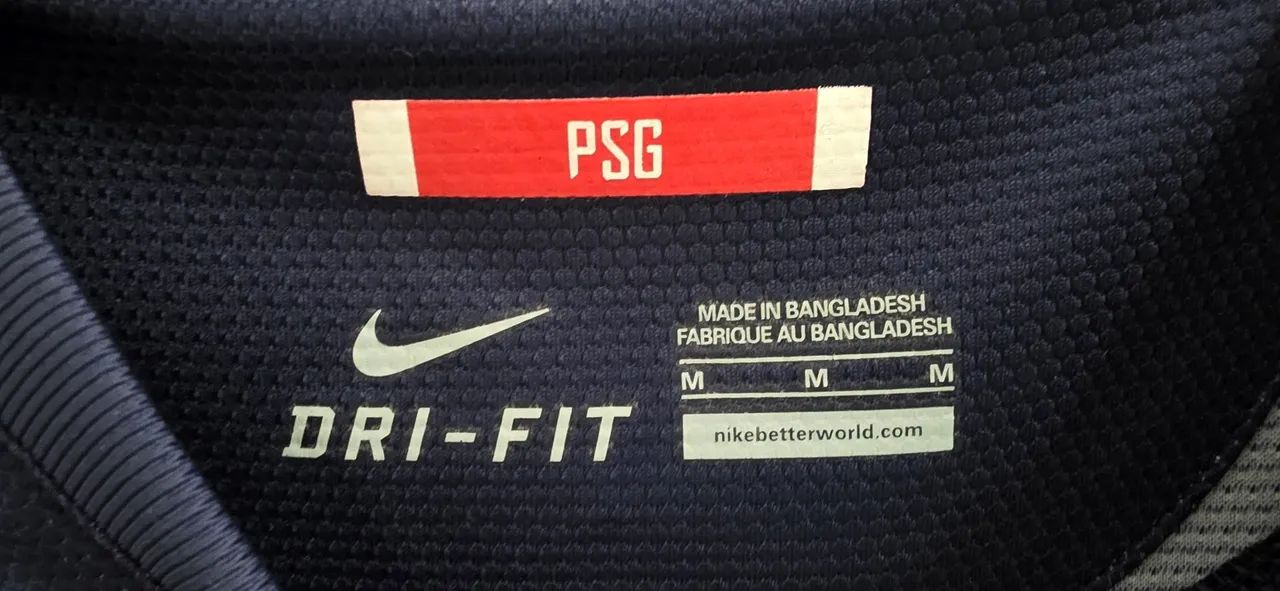 PSG
DRI-FIT
MADE IN BANGLADESH
FABRIQUE AU BANGLADESH
M M M
nikebetterworld.com